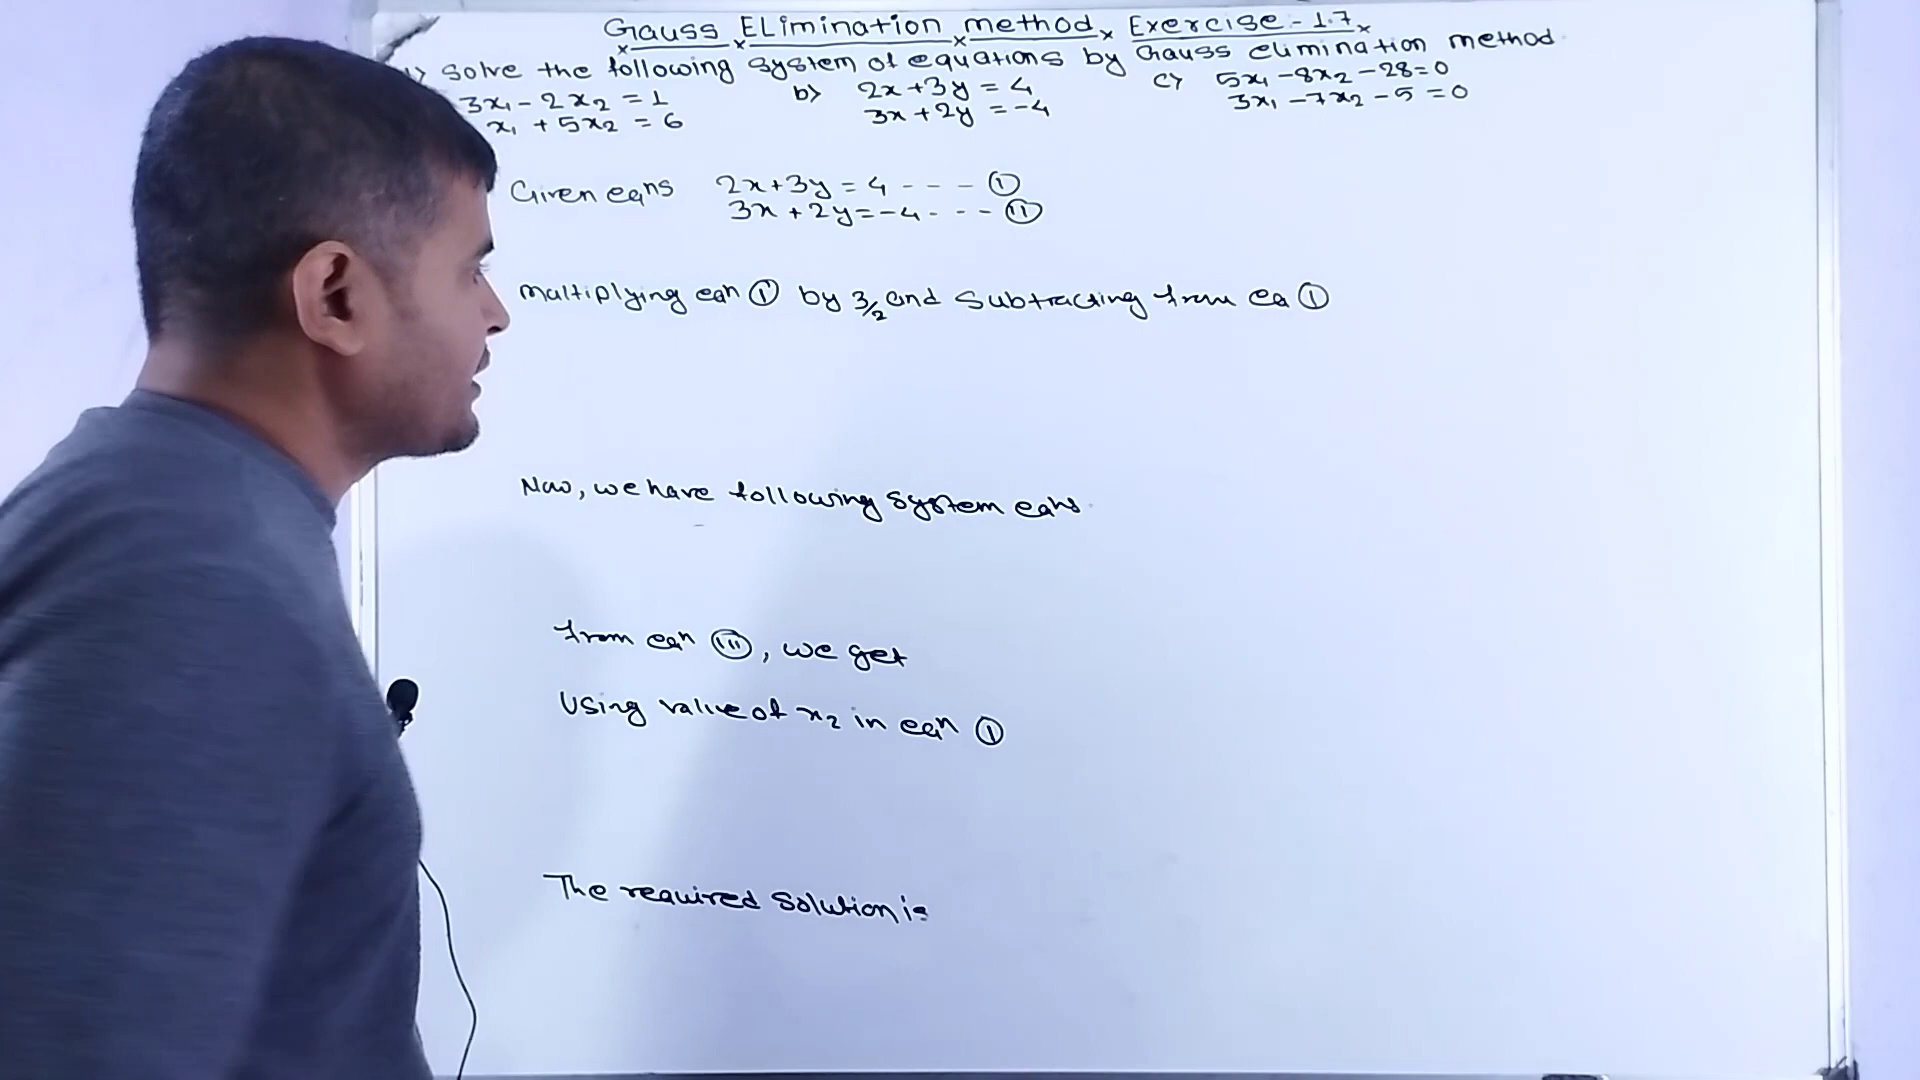 Gauss Elimination method Exercise - 1.7
1) Solve the following system of equations by Gauss elimination method
3x₁ - 2x₂ = 1 b) 2x + 3y = 4 c) 5x₁ - 8x₂ - 28 = 0
x₁ + 5x₂ = 6 3x + 2y = -4 3x₁ - 7x₂ - 5 = 0
Given eqns 2x + 3y = 4 - - - (I)
3x + 2y = -4 - - - (II)
Multiplying eqn (I) by 3/2 and Subtracting from eq (I)
Now, we have following System eqns
from eqn (III), we get
Using value of x₂ in eqn (I)
The required Solution is